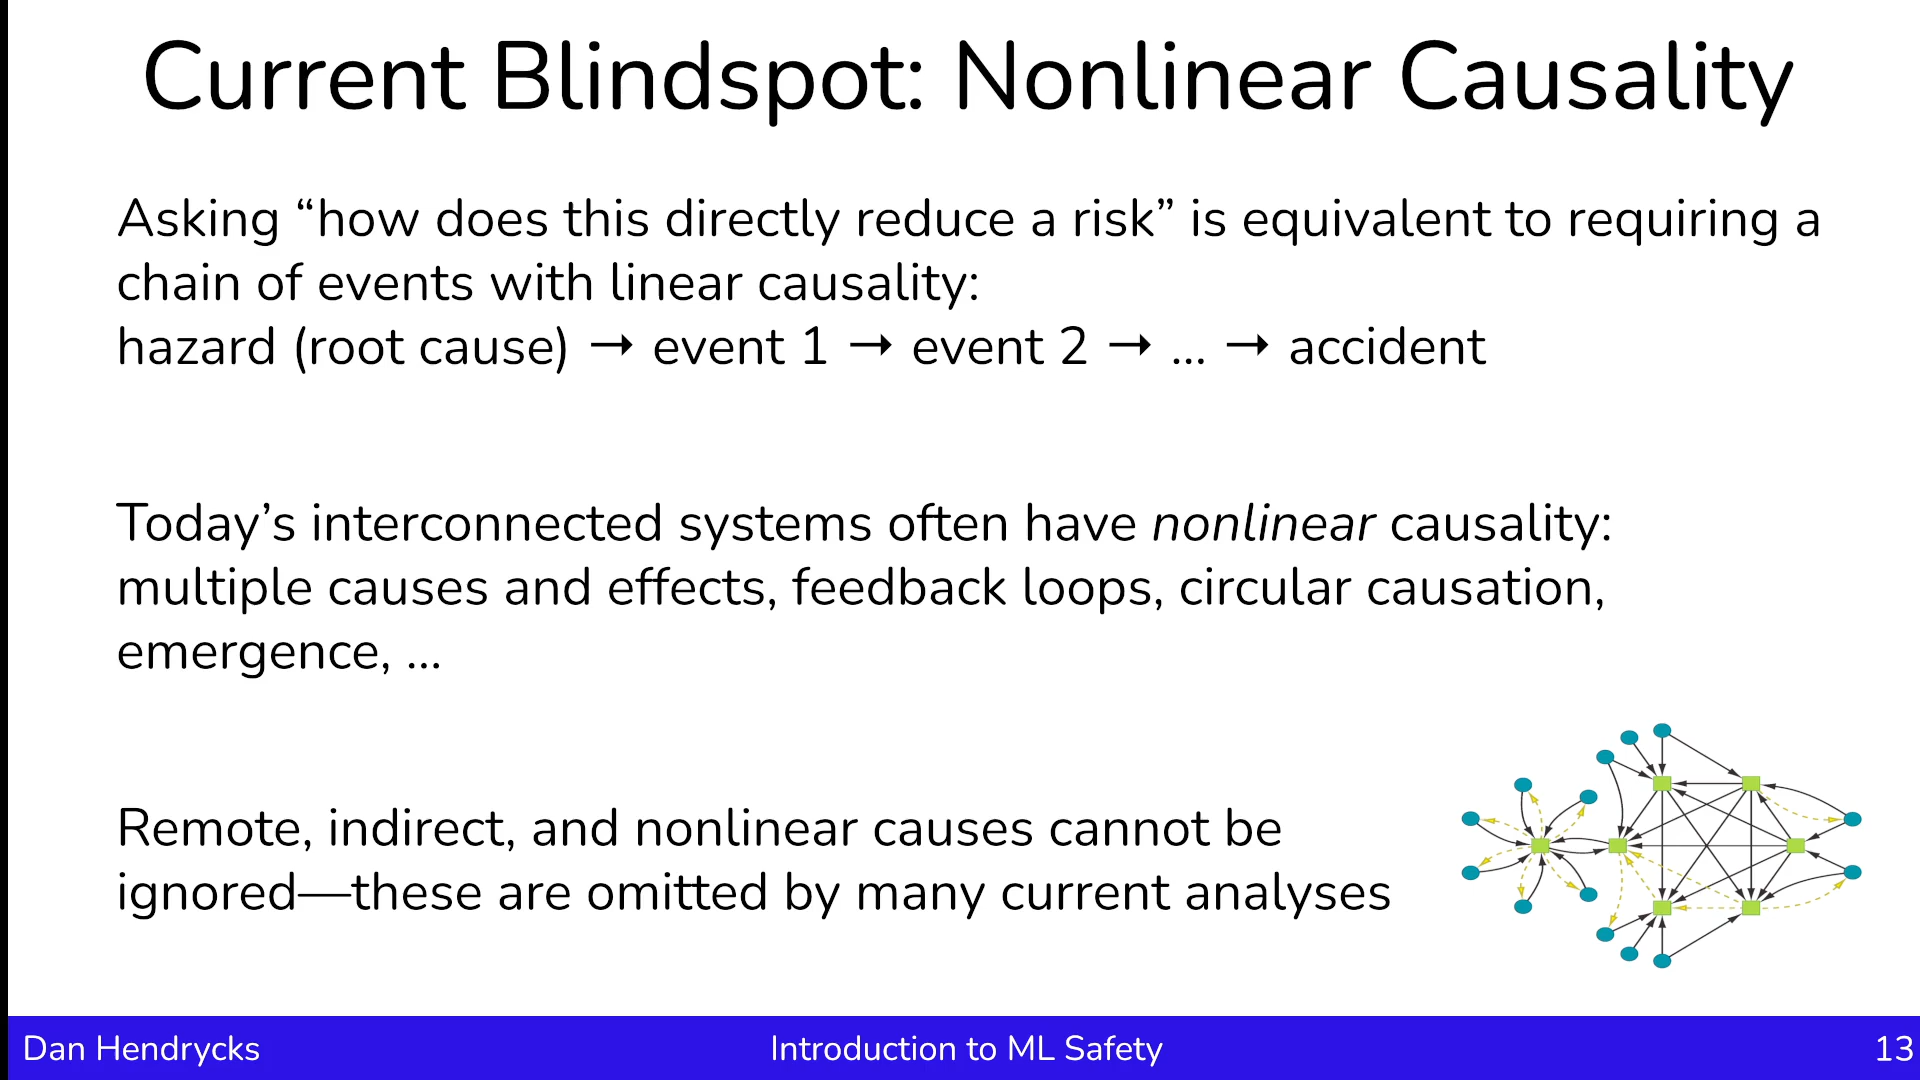 Current Blindspot: Nonlinear Causality
Asking “how does this directly reduce a risk” is equivalent to requiring a
chain of events with linear causality:
hazard (root cause) → event 1 → event 2 → … → accident
Today’s interconnected systems often have nonlinear causality:
multiple causes and effects, feedback loops, circular causation,
emergence, …
Remote, indirect, and nonlinear causes cannot be
ignored—these are omitted by many current analyses
Dan Hendrycks
Introduction to ML Safety
13